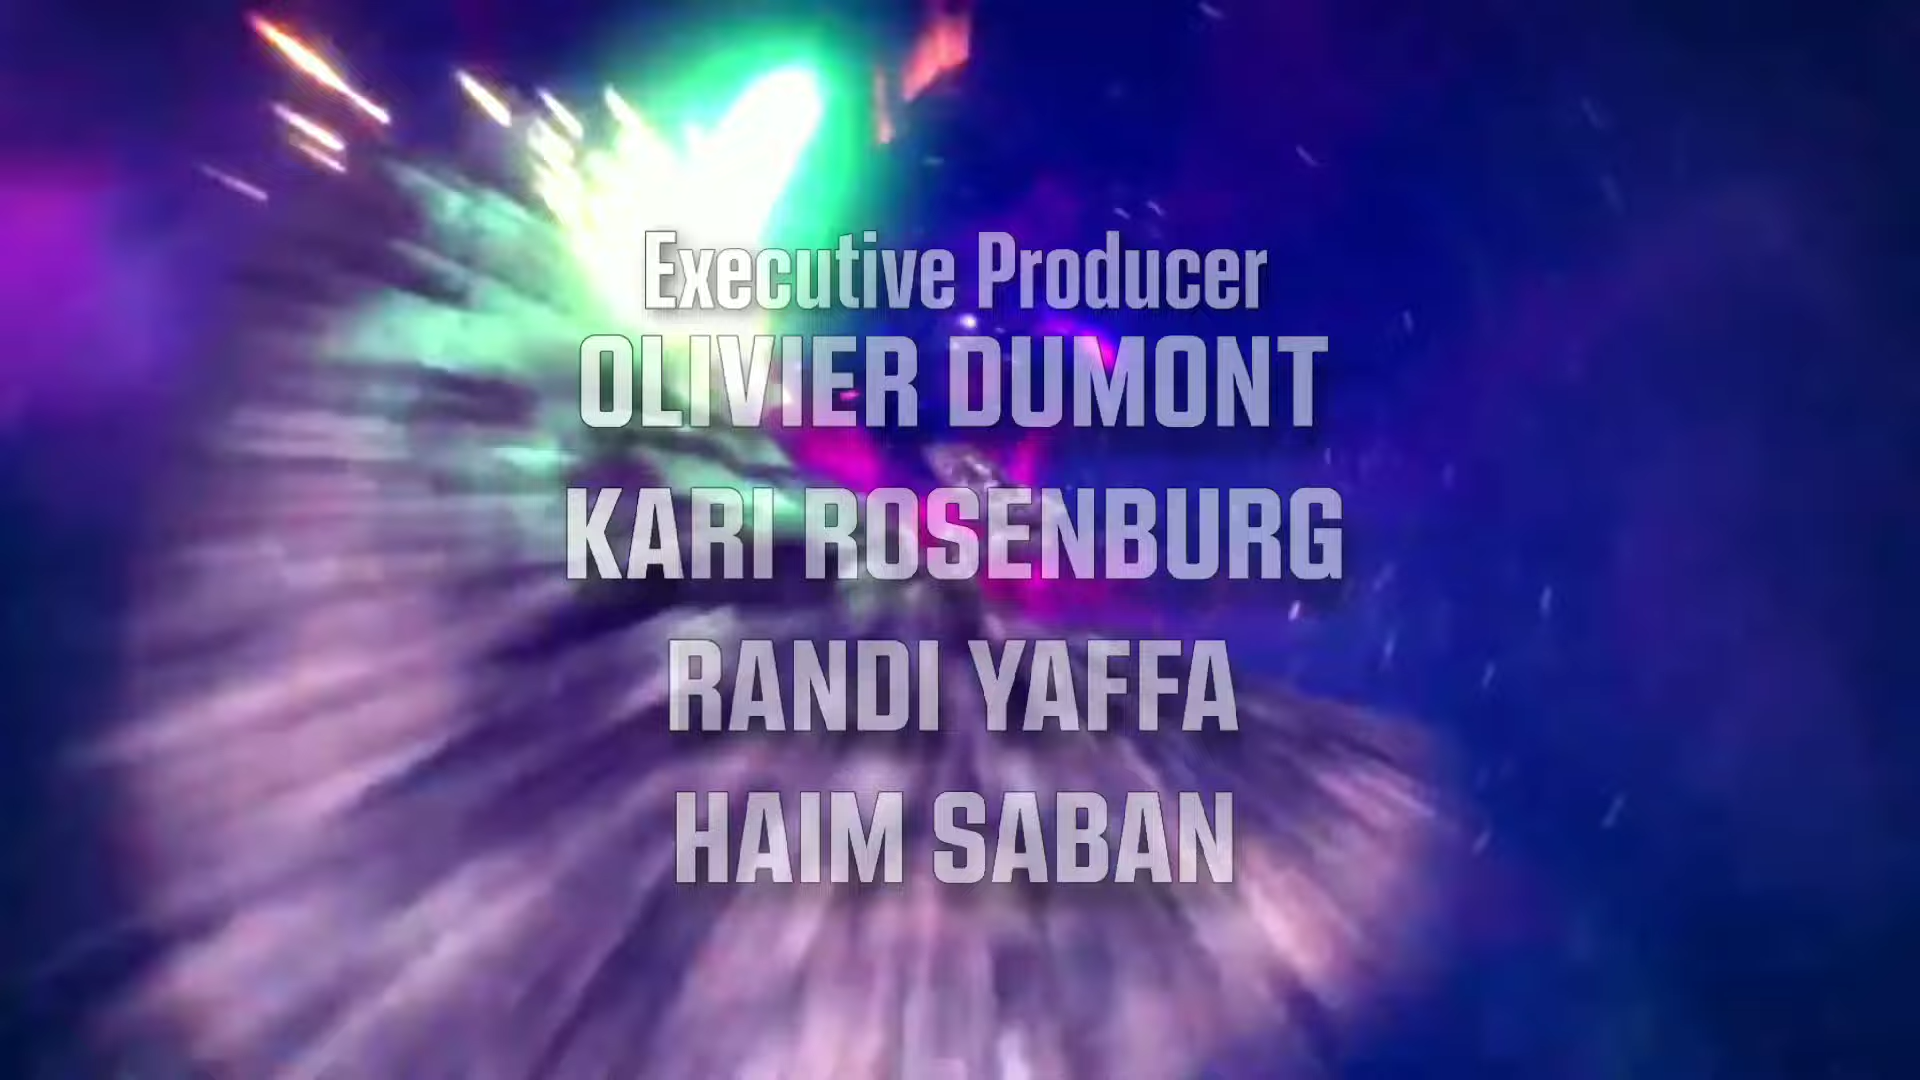 Executive Producer
OLIVIER DUMONT
KARI ROSENBURG
RANDI YAFFA
HAIM SABAN